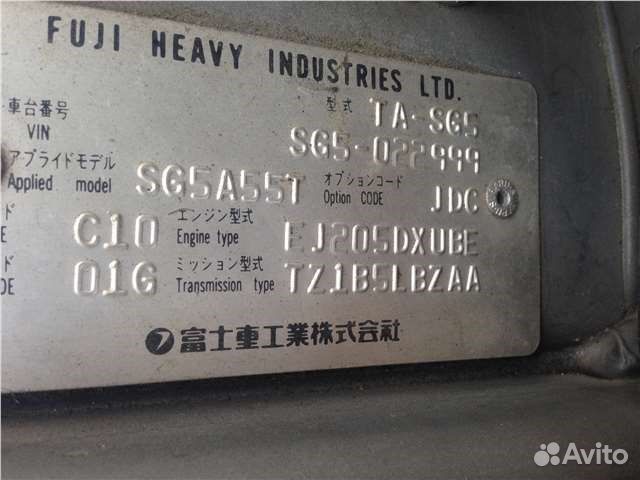 FUJI HEAVY INDUSTRIES LTD.
型式 TA-SG5
車台番号
VIN SG5-022999
アプライドモデル
Applied model SG5A55T オプションコード
Option CODE JDC
C10 エンジン型式
Engine type EJ205DXUBE
01G ミッション型式
Transmission type TZ1B5LBZAA
富士重工業株式会社
Avito